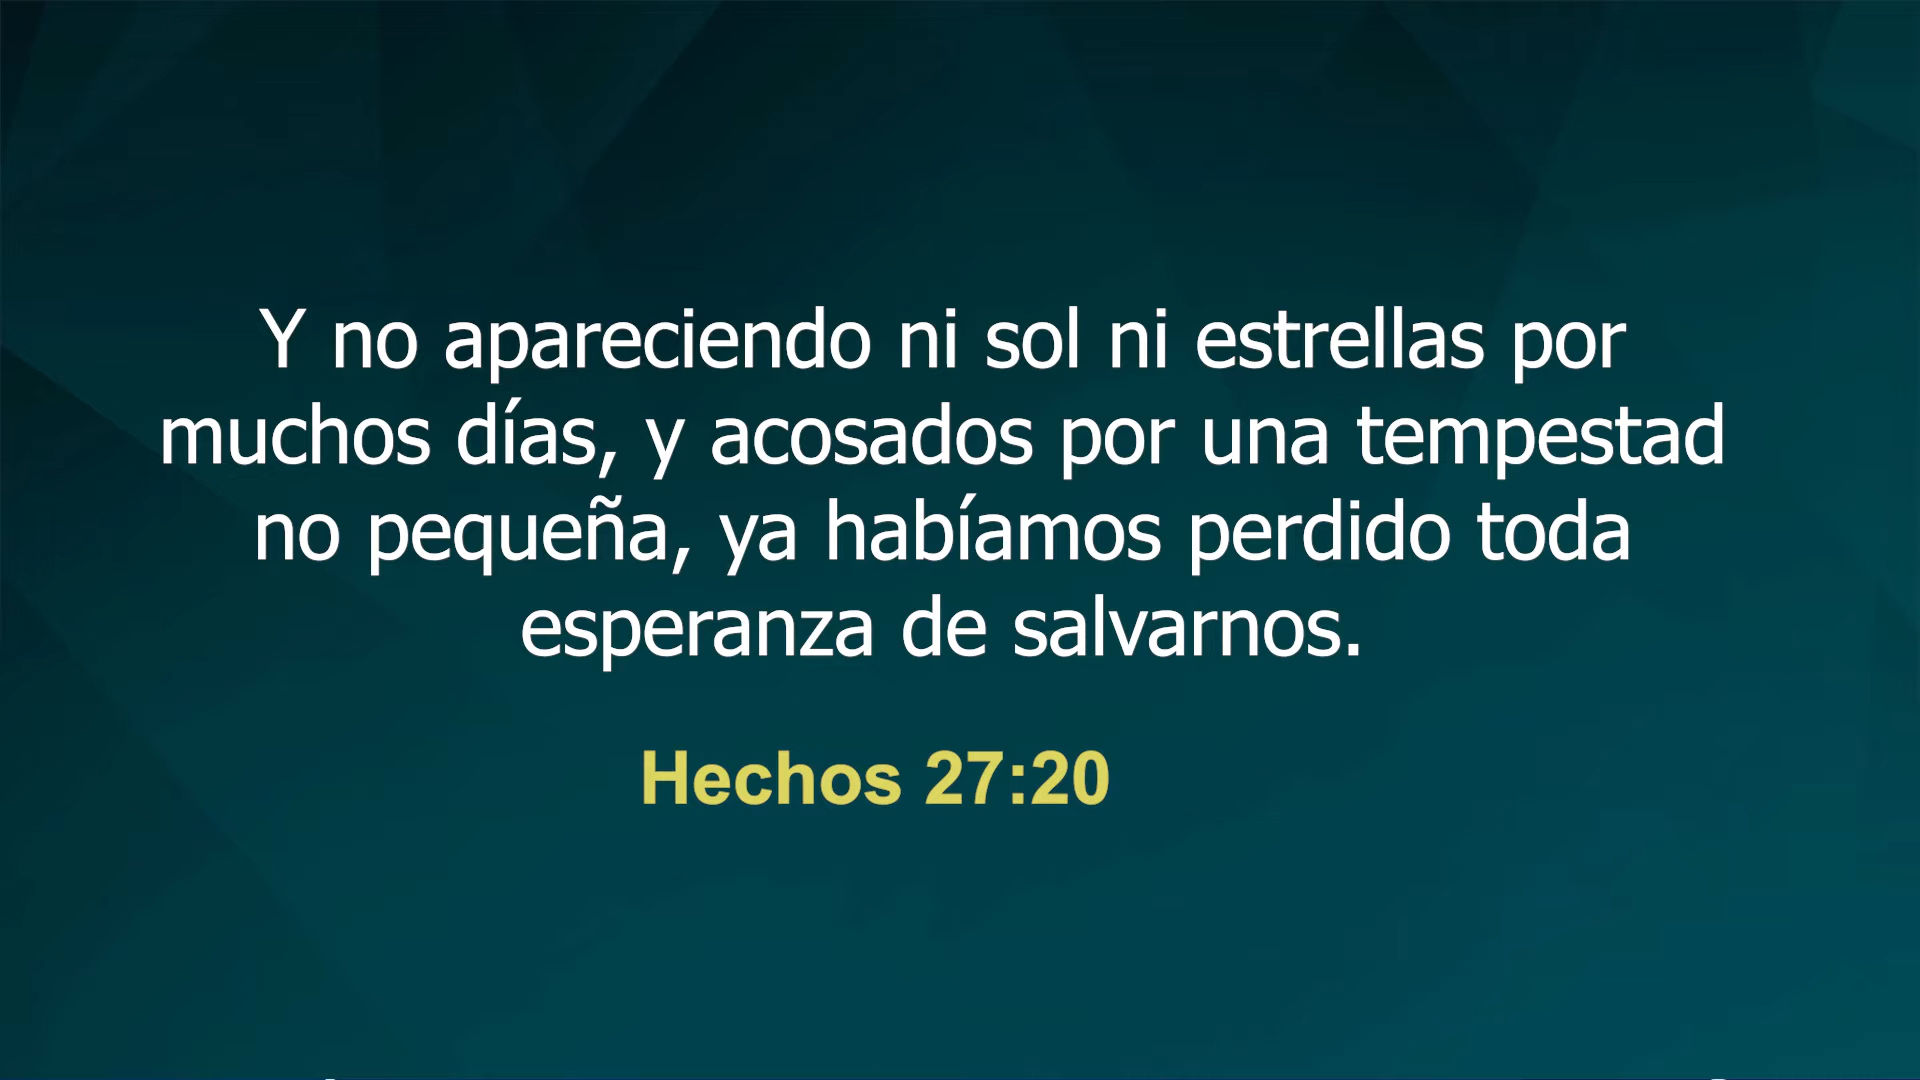 Y no apareciendo ni sol ni estrellas por
muchos días, y acosados por una tempestad
no pequeña, ya habíamos perdido toda
esperanza de salvarnos.
Hechos 27:20